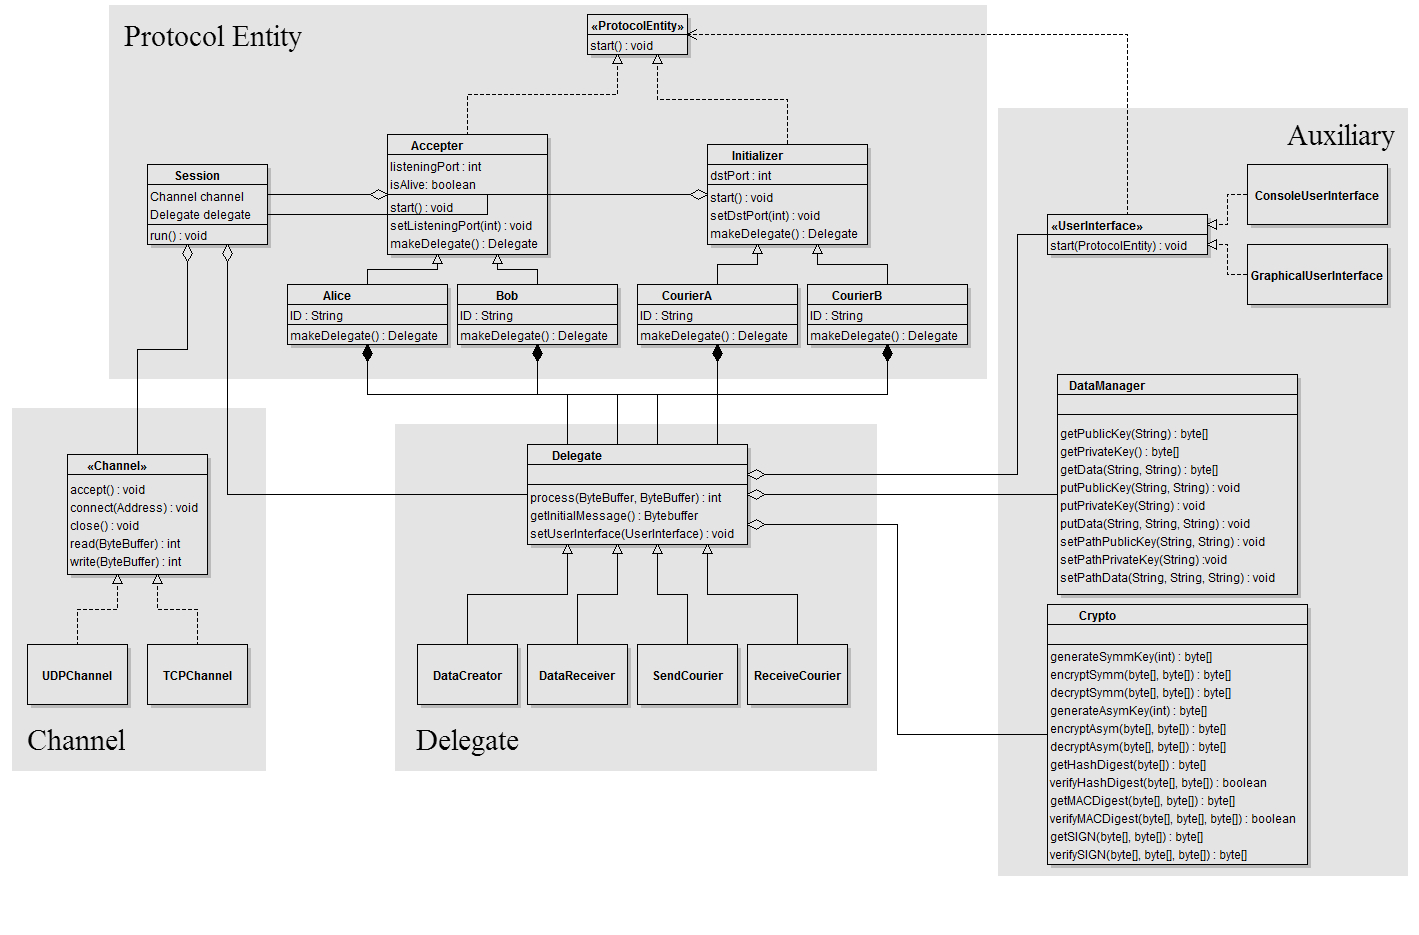 Protocol Entity
«ProtocolEntity»
start() : void
Accepter
listeningPort : int
isAlive: boolean
start() : void
setListeningPort(int) : void
makeDelegate() : Delegate
Initializer
dstPort : int
start() : void
setDstPort(int) : void
makeDelegate() : Delegate
Session
Channel channel
Delegate delegate
run() : void
Alice
ID : String
makeDelegate() : Delegate
Bob
ID : String
makeDelegate() : Delegate
CourierA
ID : String
makeDelegate() : Delegate
CourierB
ID : String
makeDelegate() : Delegate
Auxiliary
ConsoleUserInterface
«UserInterface»
start(ProtocolEntity) : void
GraphicalUserInterface
DataManager
getPublicKey(String) : byte[]
getPrivateKey() : byte[]
getData(String, String) : byte[]
putPublicKey(String, String) : void
putPrivateKey(String) : void
putData(String, String, String) : void
setPathPublicKey(String, String) : void
setPathPrivateKey(String) :void
setPathData(String, String, String) : void
Crypto
generateSymmKey(int) : byte[]
encryptSymm(byte[], byte[]) : byte[]
decryptSymm(byte[], byte[]) : byte[]
generateAsymKey(int) : byte[]
encryptAsym(byte[], byte[]) : byte[]
decryptAsym(byte[], byte[]) : byte[]
getHashDigest(byte[]) : byte[]
verifyHashDigest(byte[], byte[]) : boolean
getMACDigest(byte[], byte[]) : byte[]
verifyMACDigest(byte[], byte[], byte[]) : boolean
getSIGN(byte[], byte[]) : byte[]
verifySIGN(byte[], byte[], byte[]) : byte[]
«Channel»
accept() : void
connect(Address) : void
close() : void
read(ByteBuffer) : int
write(ByteBuffer) : int
UDPChannel
TCPChannel
Channel
Delegate
process(ByteBuffer, ByteBuffer) : int
getInitialMessage() : Bytebuffer
setUserInterface(UserInterface) : void
DataCreator
DataReceiver
SendCourier
ReceiveCourier
Delegate